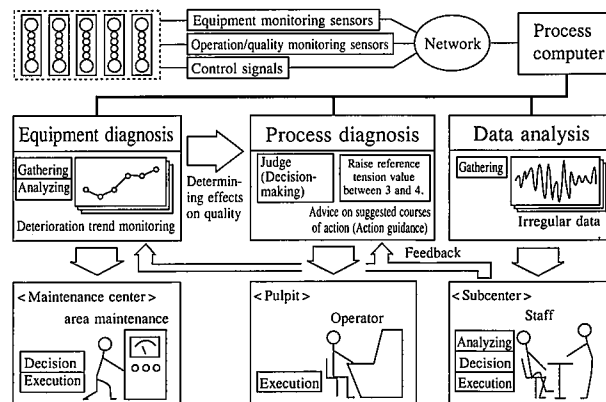 Equipment monitoring sensors
Operation/quality monitoring sensors
Control signals
Network
Process
computer
Equipment diagnosis
Gathering
Analyzing
Deterioration trend monitoring
Determin-
ing effects
on quality
Process diagnosis
Judge
(Decision-
making)
Raise reference
tension value
between 3 and 4.
Advice on suggested courses
of action (Action guidance)
Data analysis
Gathering
Irregular data
Feedback
< Maintenance center >
area maintenance
Decision
Execution
< Pulpit >
Operator
Execution
< Subcenter >
Staff
Analyzing
Decision
Execution